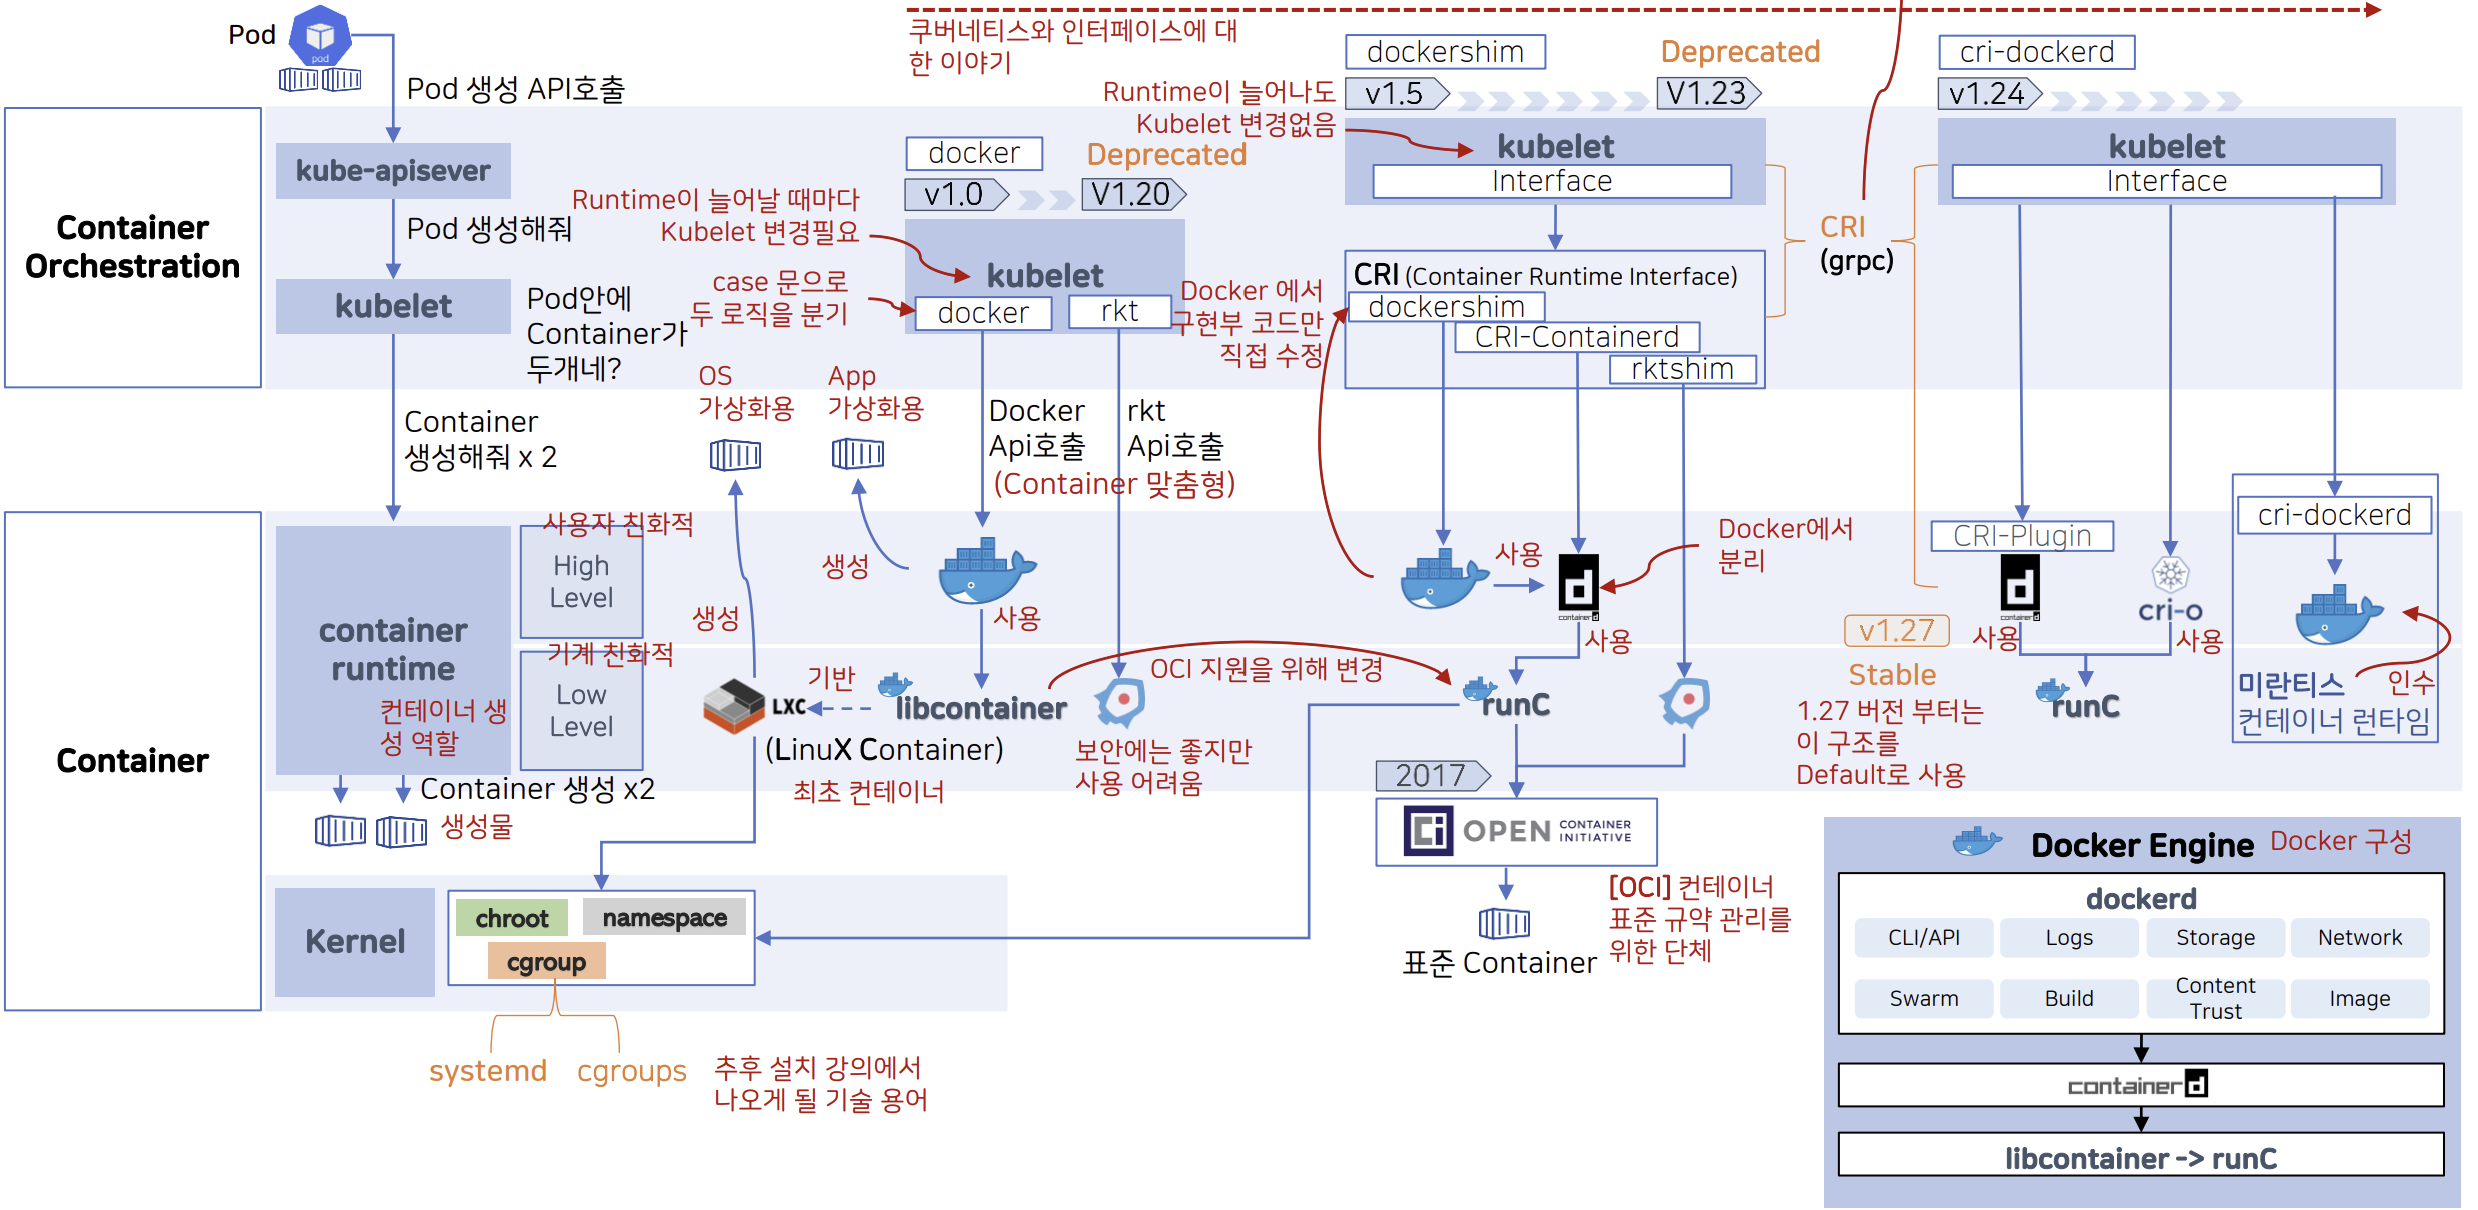 Pod
pod
Pod 생성 API호출
쿠버네티스와 인터페이스에 대
한 이야기
Container
Orchestration
kube-apisever
Pod 생성해줘
kubelet
Pod안에
Container가
두개네?
Container
생성해줘 x 2
docker
Deprecated
v1.0
V1.20
Runtime이 늘어날 때마다
Kubelet 변경필요
kubelet
case 문으로
두 로직을 분기
docker
rkt
OS
가상화용
App
가상화용
Docker
Api호출
rkt
Api호출
(Container 맞춤형)
dockershim
Deprecated
v1.5
V1.23
Runtime이 늘어나도
Kubelet 변경없음
kubelet
Interface
CRI (Container Runtime Interface)
dockershim
CRI-Containerd
rktshim
Docker 에서
구현부 코드만
직접 수정
CRI
(grpc)
cri-dockerd
v1.24
kubelet
Interface
Container
container
runtime
컨테이너 생
성 역할
사용자 친화적
High
Level
기계 친화적
Low
Level
Container 생성 x2
생성물
생성
생성
사용
LXC
기반
libcontainer
(LinuX Container)
최초 컨테이너
보안에는 좋지만
사용 어려움
OCI 지원을 위해 변경
사용
d
containerd
Docker에서
분리
사용
runC
2017
Ci OPEN CONTAINER
INITIATIVE
표준 Container
[OCI] 컨테이너
표준 규약 관리를
위한 단체
CRI-Plugin
d
containerd
cri-o
사용
사용
runC
v1.27
Stable
1.27 버전 부터는
이 구조를
Default로 사용
cri-dockerd
미란티스
컨테이너 런타임
인수
Kernel
chroot
namespace
cgroup
systemd
cgroups
추후 설치 강의에서
나오게 될 기술 용어
Docker Engine
Docker 구성
dockerd
CLI/API
Logs
Storage
Network
Swarm
Build
Content
Trust
Image
containerd
libcontainer -> runC